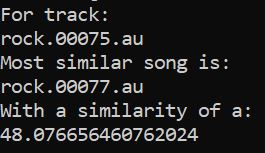 For track:
rock.00075.au
Most similar song is:
rock.00077.au
With a similarity of a:
48.076656460762024